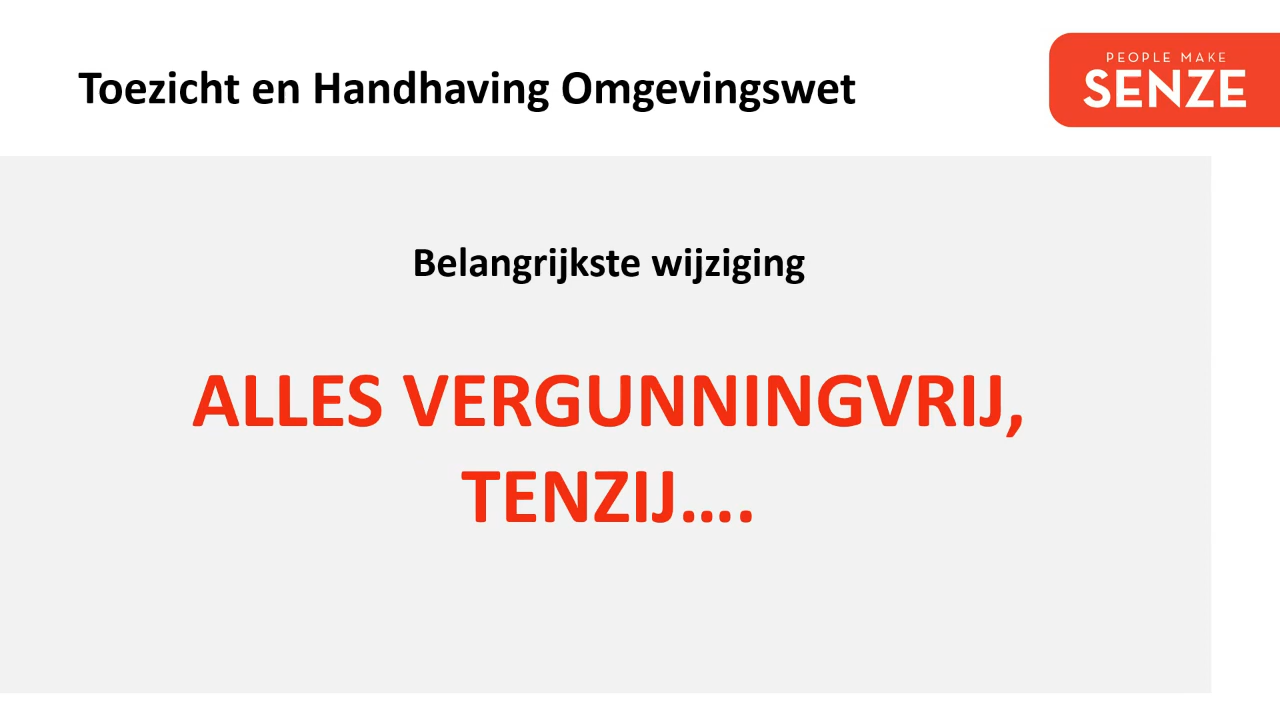 Toezicht en Handhaving Omgevingswet
PEOPLE MAKE
SENZE
Belangrijkste wijziging
ALLES VERGUNNINGVRIJ,
TENZIJ….